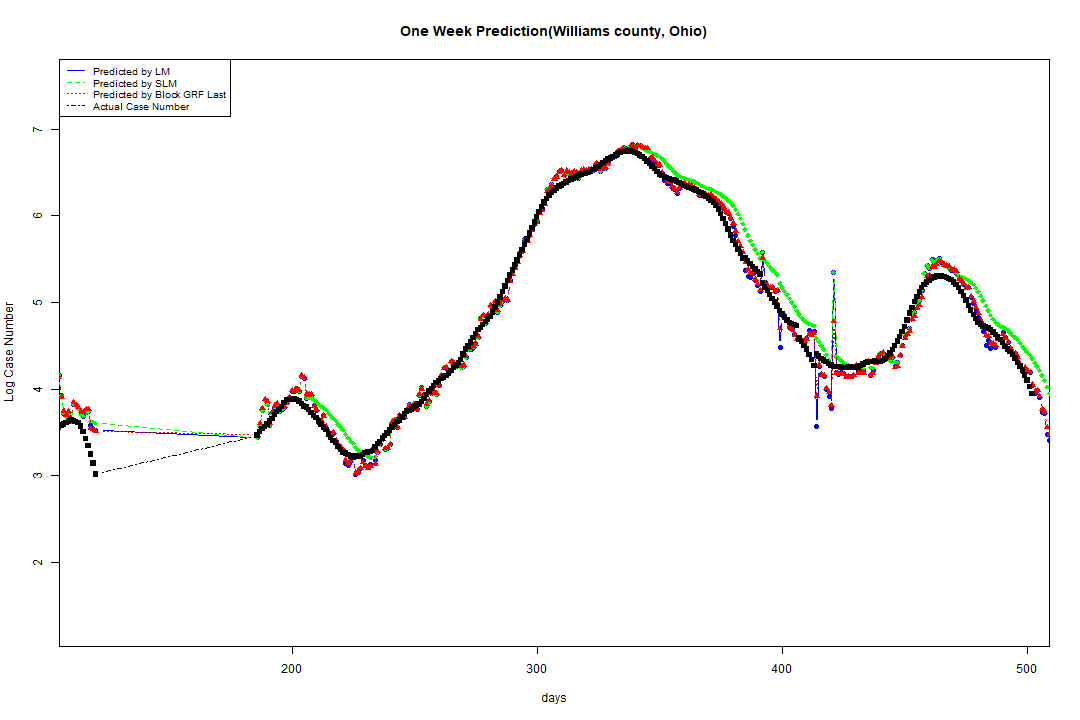 One Week Prediction(Williams county, Ohio)
Predicted by LM
Predicted by SLM
Predicted by Block GRF Last
Actual Case Number
7
6
5
4
3
2
Log Case Number
200 300 400 500
days